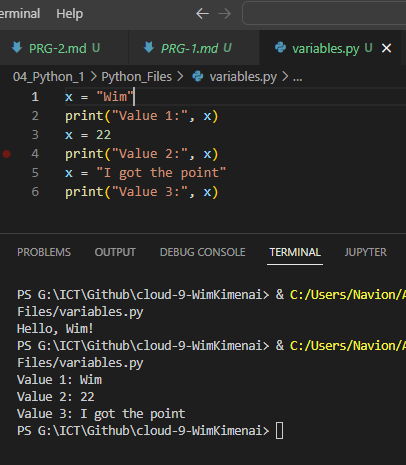 erminal Help
PRG-2.md U PRG-1.md U variables.py U
04_Python_1 > Python_Files > variables.py > ...
1 x = "Wim"
2 print("Value 1:", x)
3 x = 22
4 print("Value 2:", x)
5 x = "I got the point"
6 print("Value 3:", x)
PROBLEMS OUTPUT DEBUG CONSOLE TERMINAL JUPYTER
PS G:\ICT\Github\cloud-9-WimKimenai> & C:/Users/Navion/A
Files/variables.py
Hello, Wim!
PS G:\ICT\Github\cloud-9-WimKimenai> & C:/Users/Navion/A
Files/variables.py
Value 1: Wim
Value 2: 22
Value 3: I got the point
PS G:\ICT\Github\cloud-9-WimKimenai>